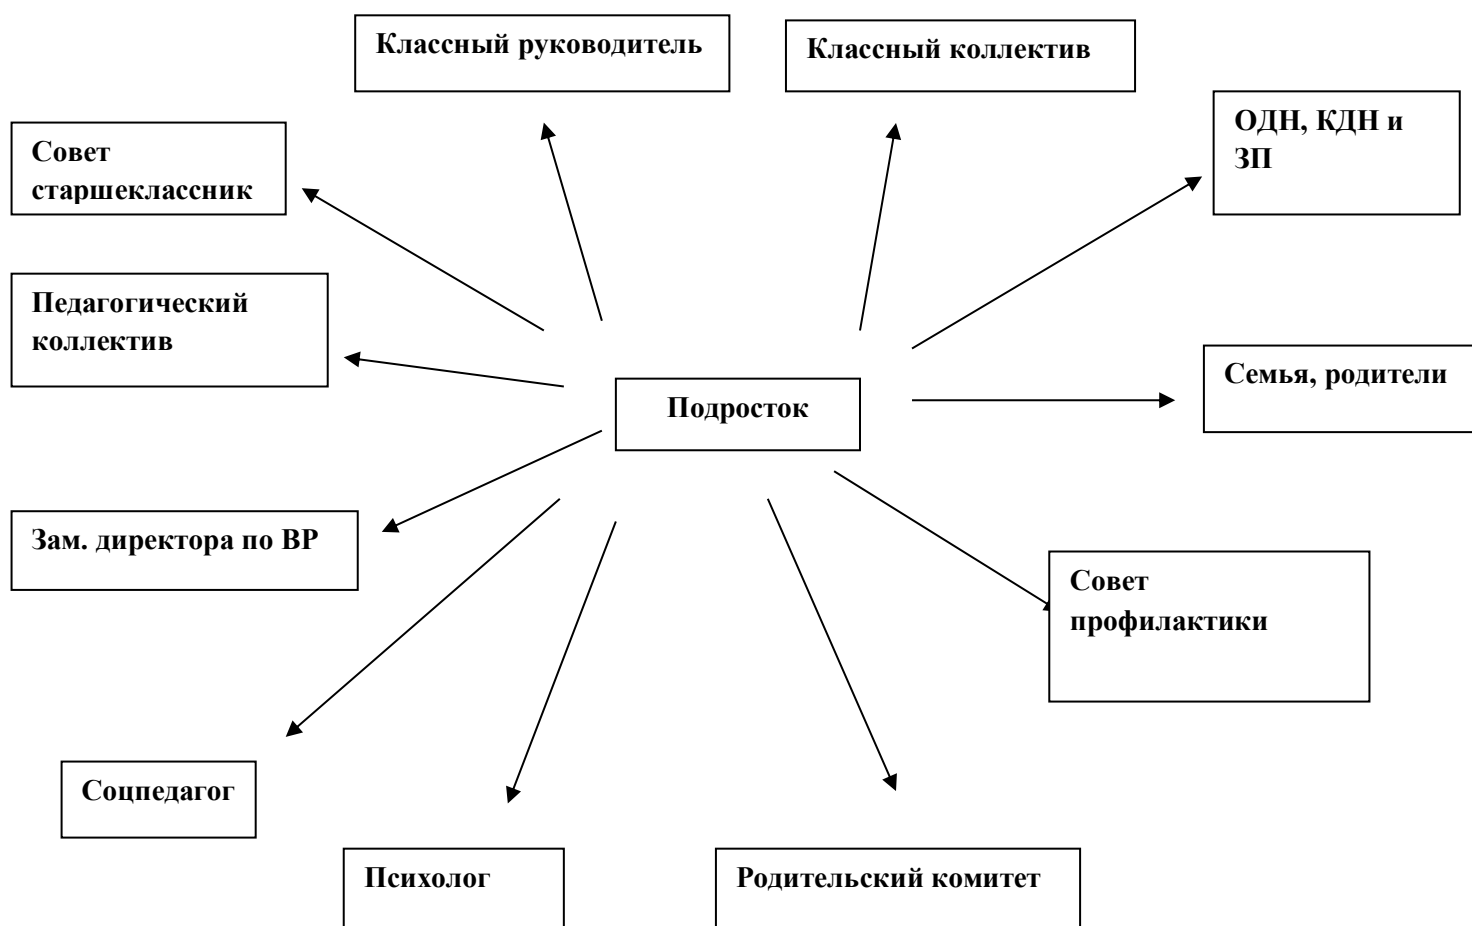 Классный руководитель
Классный коллектив
ОДН, КДН и
ЗП
Совет
старшеклассник
Педагогический
коллектив
Семья, родители
Подросток
Зам. директора по ВР
Совет
профилактики
Соцпедагог
Психолог
Родительский комитет